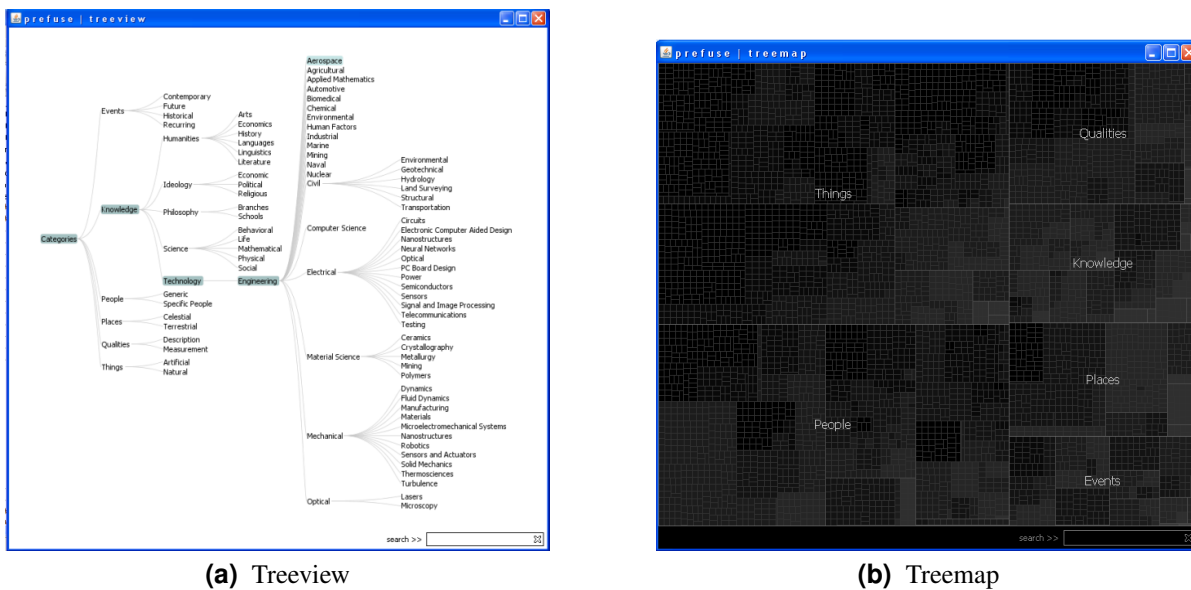 prefuse | treeview
Categories
Events
Knowledge
People
Places
Qualities
Things
Contemporary
Future
Historical
Recurring
Humanities
Ideology
Philosophy
Science
Technology
Generic
Specific People
Celestial
Terrestrial
Description
Measurement
Artificial
Natural
Arts
Economics
History
Languages
Linguistics
Literature
Economic
Political
Religious
Branches
Schools
Behavioral
Life
Mathematical
Physical
Social
Engineering
Aerospace
Agricultural
Applied Mathematics
Automotive
Biomedical
Chemical
Environmental
Human Factors
Industrial
Marine
Mining
Naval
Nuclear
Civil
Computer Science
Electrical
Material Science
Mechanical
Optical
Environmental
Geotechnical
Hydrology
Land Surveying
Structural
Transportation
Circuits
Electronic Computer Aided Design
Nanostructures
Neural Networks
Optical
PC Board Design
Power
Semiconductors
Sensors
Signal and Image Processing
Telecommunications
Testing
Ceramics
Crystallography
Metallurgy
Mining
Polymers
Dynamics
Fluid Dynamics
Manufacturing
Materials
Microelectromechanical Systems
Nanostructures
Robotics
Sensors and Actuators
Solid Mechanics
Thermosciences
Turbulence
Lasers
Microscopy
search >>
(a) Treeview
prefuse | treemap
Things
Qualities
Knowledge
People
Places
Events
search >>
(b) Treemap